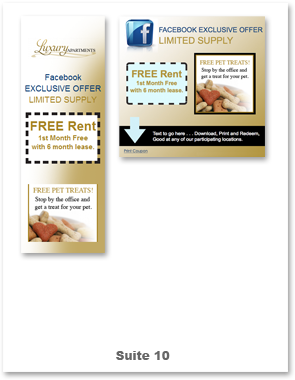 Luxury APARTMENTS
Facebook
EXCLUSIVE OFFER
LIMITED SUPPLY
FREE Rent
1st Month Free
with 6 month lease.
FREE PET TREATS!
Stop by the office and
get a treat for your pet.
f
FACEBOOK EXCLUSIVE OFFER
LIMITED SUPPLY
FREE Rent
1st Month Free
with 6 month lease.
FREE PET TREATS!
Stop by the office
and get a treat for your pet.
Text to go here . . . Download, Print and Redeem,
Good at any of our participating locations.
Print Coupon
Suite 10